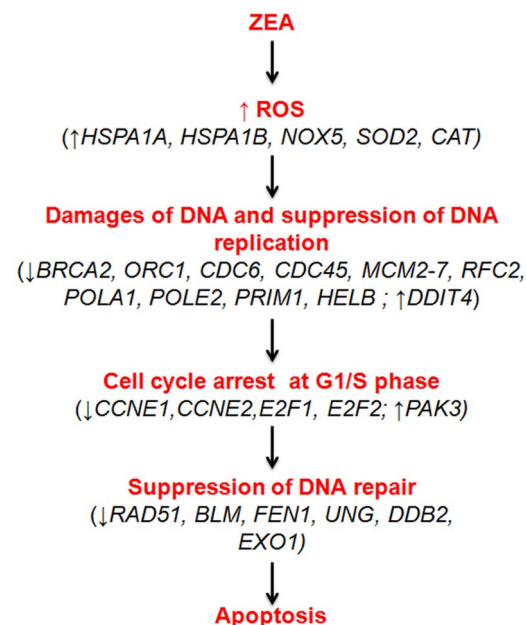 ZEA
↑ ROS
(↑HSPA1A, HSPA1B, NOX5, SOD2, CAT)
Damages of DNA and suppression of DNA
replication
(↓BRCA2, ORC1, CDC6, CDC45, MCM2-7, RFC2,
POLA1, POLE2, PRIM1, HELB ; ↑DDIT4)
Cell cycle arrest at G1/S phase
(↓CCNE1,CCNE2,E2F1, E2F2; ↑PAK3)
Suppression of DNA repair
(↓RAD51, BLM, FEN1, UNG, DDB2,
EXO1)
Apoptosis